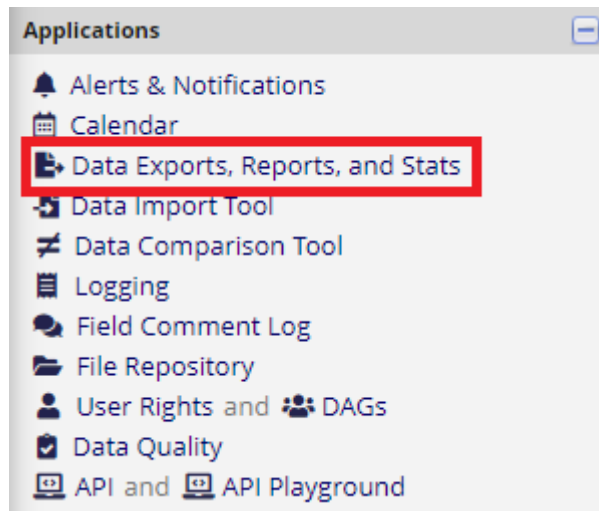 Applications
Alerts & Notifications
Calendar
Data Exports, Reports, and Stats
Data Import Tool
Data Comparison Tool
Logging
Field Comment Log
File Repository
User Rights and DAGs
Data Quality
API and API Playground